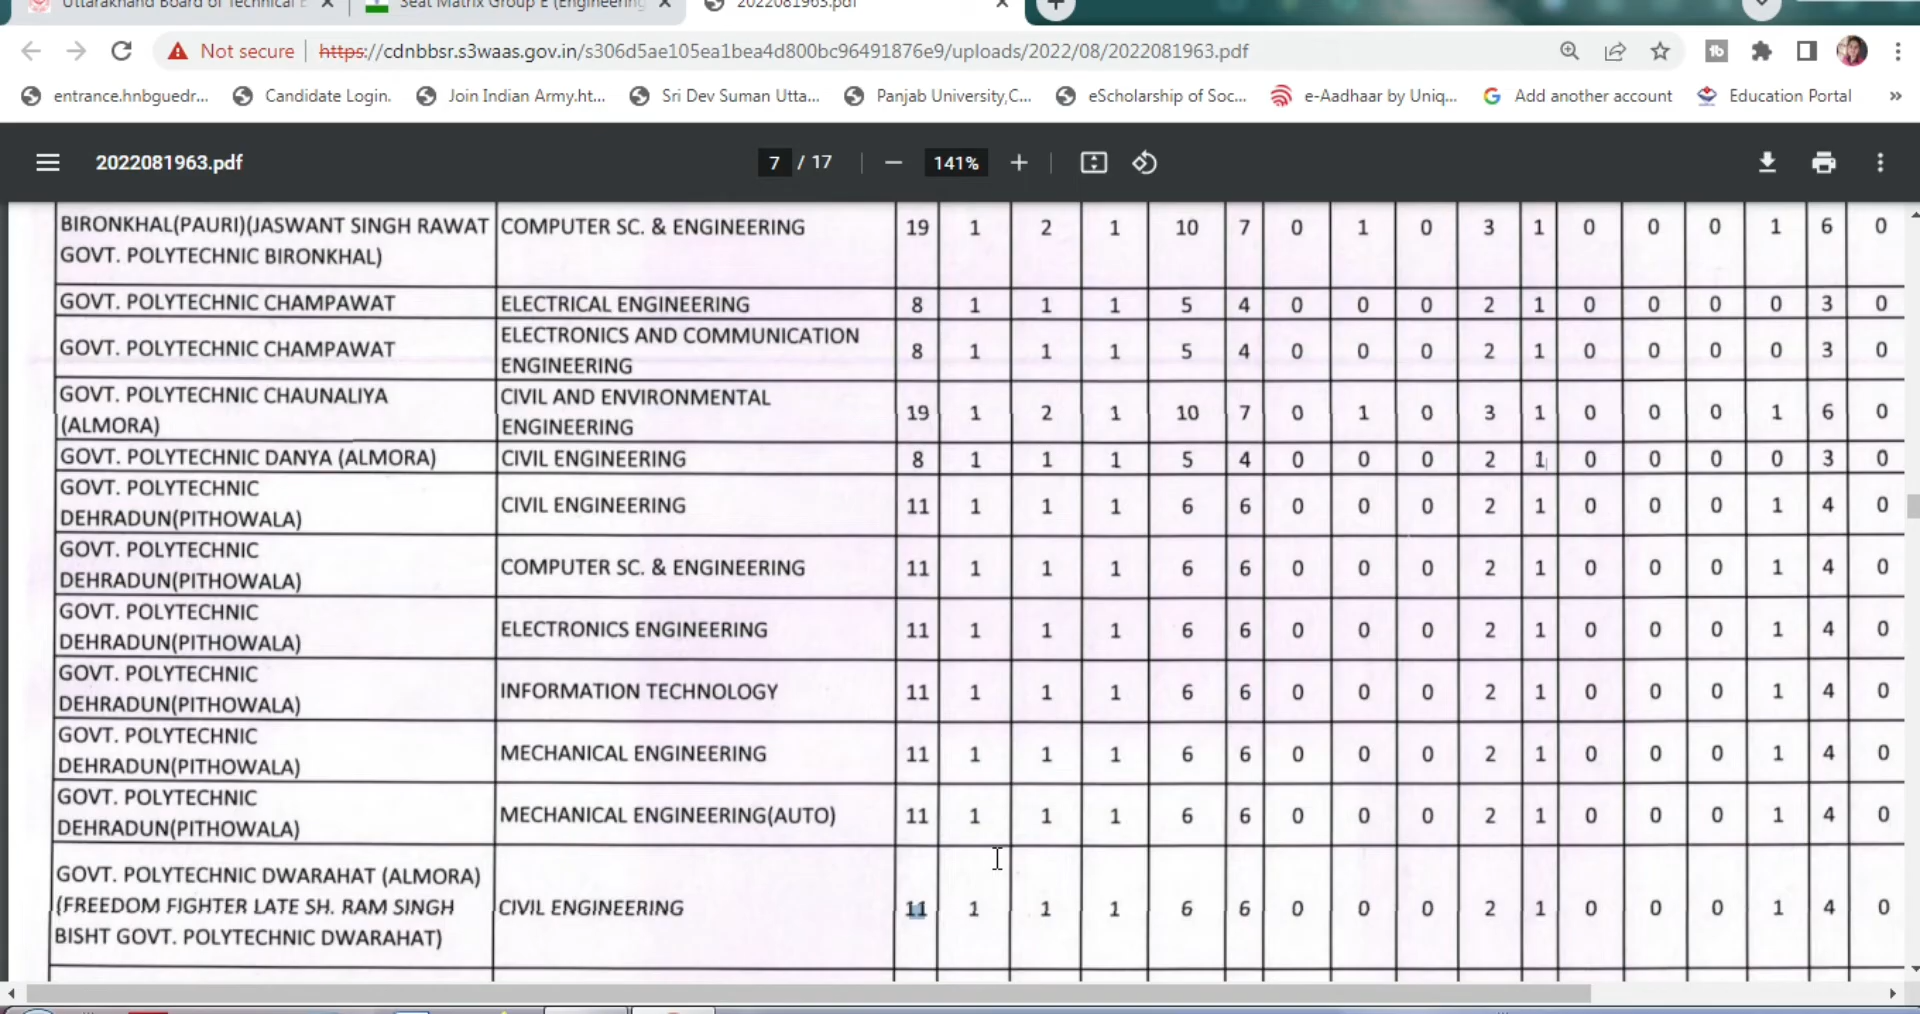 Uttarakhand Board of Technical E
Seat Matrix Group E (Engineering
2022081963.pdf
Not secure
https://cdnbbsr.s3waas.gov.in/s306d5ae105ea1bea4d800bc96491876e9/uploads/2022/08/2022081963.pdf
entrance.hnbguedr... Candidate Login. Join Indian Army.ht... Sri Dev Suman Utta... Panjab University,C... eScholarship of Soc... e-Aadhaar by Uniq... Add another account Education Portal »
2022081963.pdf 7 / 17 141%
BIRONKHAL(PAURI)(JASWANT SINGH RAWAT
GOVT. POLYTECHNIC BIRONKHAL)
COMPUTER SC. & ENGINEERING 19 1 2 1 10 7 0 1 0 3 1 0 0 0 1 6 0
GOVT. POLYTECHNIC CHAMPAWAT ELECTRICAL ENGINEERING 8 1 1 1 5 4 0 0 0 2 1 0 0 0 0 3 0
GOVT. POLYTECHNIC CHAMPAWAT
ELECTRONICS AND COMMUNICATION
ENGINEERING
8 1 1 1 5 4 0 0 0 2 1 0 0 0 0 3 0
GOVT. POLYTECHNIC CHAUNALIYA
(ALMORA)
CIVIL AND ENVIRONMENTAL
ENGINEERING
19 1 2 1 10 7 0 1 0 3 1 0 0 0 1 6 0
GOVT. POLYTECHNIC DANYA (ALMORA) CIVIL ENGINEERING 8 1 1 1 5 4 0 0 0 2 1 0 0 0 0 3 0
GOVT. POLYTECHNIC
DEHRADUN(PITHOWALA)
CIVIL ENGINEERING 11 1 1 1 6 6 0 0 0 2 1 0 0 0 1 4 0
GOVT. POLYTECHNIC
DEHRADUN(PITHOWALA)
COMPUTER SC. & ENGINEERING 11 1 1 1 6 6 0 0 0 2 1 0 0 0 1 4 0
GOVT. POLYTECHNIC
DEHRADUN(PITHOWALA)
ELECTRONICS ENGINEERING 11 1 1 1 6 6 0 0 0 2 1 0 0 0 1 4 0
GOVT. POLYTECHNIC
DEHRADUN(PITHOWALA)
INFORMATION TECHNOLOGY 11 1 1 1 6 6 0 0 0 2 1 0 0 0 1 4 0
GOVT. POLYTECHNIC
DEHRADUN(PITHOWALA)
MECHANICAL ENGINEERING 11 1 1 1 6 6 0 0 0 2 1 0 0 0 1 4 0
GOVT. POLYTECHNIC
DEHRADUN(PITHOWALA)
MECHANICAL ENGINEERING(AUTO) 11 1 1 1 6 6 0 0 0 2 1 0 0 0 1 4 0
GOVT. POLYTECHNIC DWARAHAT (ALMORA)
(FREEDOM FIGHTER LATE SH. RAM SINGH
BISHT GOVT. POLYTECHNIC DWARAHAT)
CIVIL ENGINEERING 11 1 1 1 6 6 0 0 0 2 1 0 0 0 1 4 0